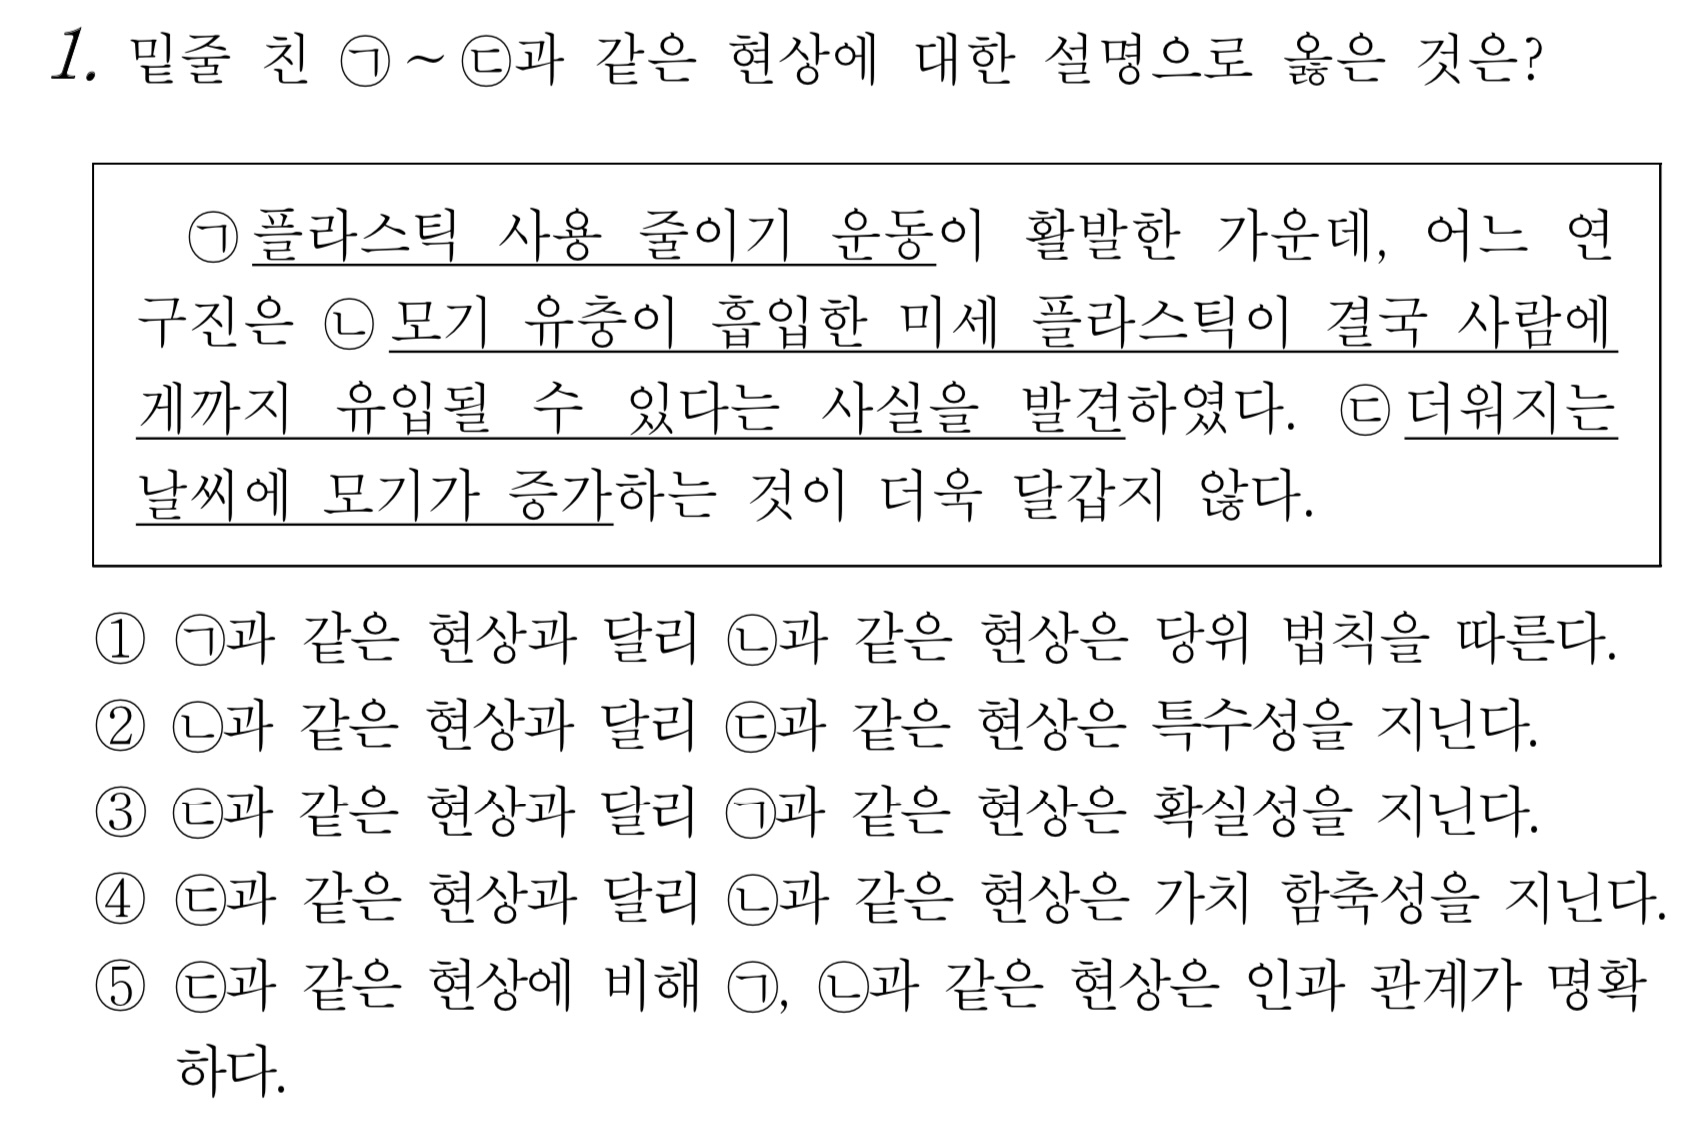 1. 밑줄 친 ㉠~㉢과 같은 현상에 대한 설명으로 옳은 것은?
㉠ 플라스틱 사용 줄이기 운동이 활발한 가운데, 어느 연
구진은 ㉡ 모기 유충이 흡입한 미세 플라스틱이 결국 사람에
게까지 유입될 수 있다는 사실을 발견하였다. ㉢ 더워지는
날씨에 모기가 증가하는 것이 더욱 달갑지 않다.
① ㉠과 같은 현상과 달리 ㉡과 같은 현상은 당위 법칙을 따른다.
② ㉡과 같은 현상과 달리 ㉢과 같은 현상은 특수성을 지닌다.
③ ㉢과 같은 현상과 달리 ㉠과 같은 현상은 확실성을 지닌다.
④ ㉢과 같은 현상과 달리 ㉡과 같은 현상은 가치 함축성을 지닌다.
⑤ ㉢과 같은 현상에 비해 ㉠, ㉡과 같은 현상은 인과 관계가 명확
하다.